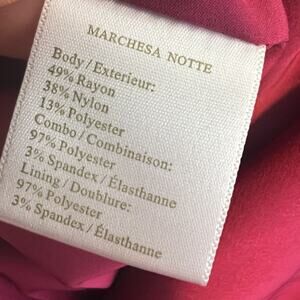 MARCHESA NOTTE
Body / Exterieur:
49% Rayon
38% Nylon
13% Polyester
Combo / Combinaison:
97% Polyester
3% Spandex / Élasthanne
Lining / Doublure:
97% Polyester
3% Spandex / Élasthanne